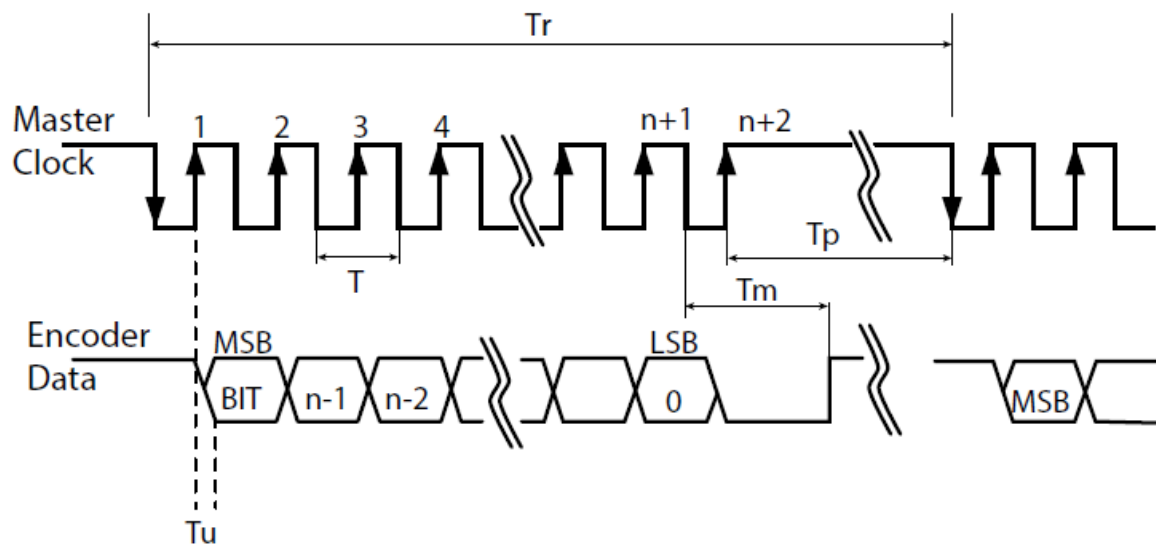 Tr
Master
Clock
1 2 3 4 n+1 n+2
T
Tp
Tm
Encoder
Data
MSB LSB
BIT n-1 n-2 0 MSB
Tu